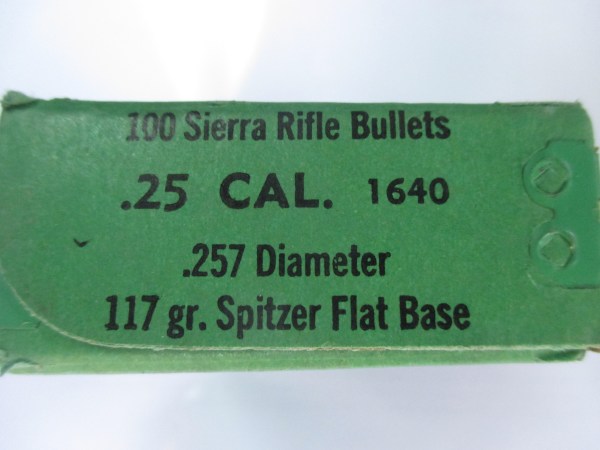 100 Sierra Rifle Bullets
.25 CAL. 1640
.257 Diameter
117 gr. Spitzer Flat Base